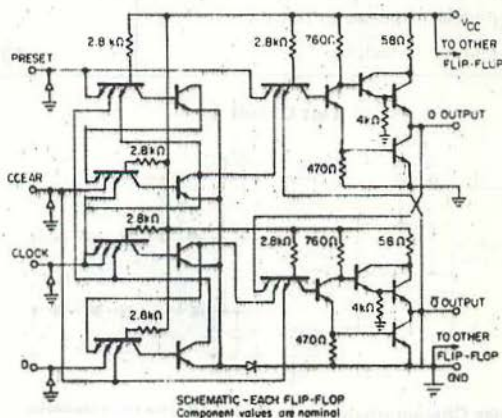 VCC
2.8 kΩ
2.8kΩ
760Ω
58Ω
TO OTHER
FLIP-FLOP
PRESET
4kΩ
Q OUTPUT
2.8kΩ
470Ω
CLEAR
2.8kΩ
CLOCK
2.8kΩ
760Ω
58Ω
4kΩ
Q̅ OUTPUT
2.8kΩ
470Ω
TO OTHER
FLIP-FLOP
D
GND
SCHEMATIC - EACH FLIP-FLOP
Component values are nominal